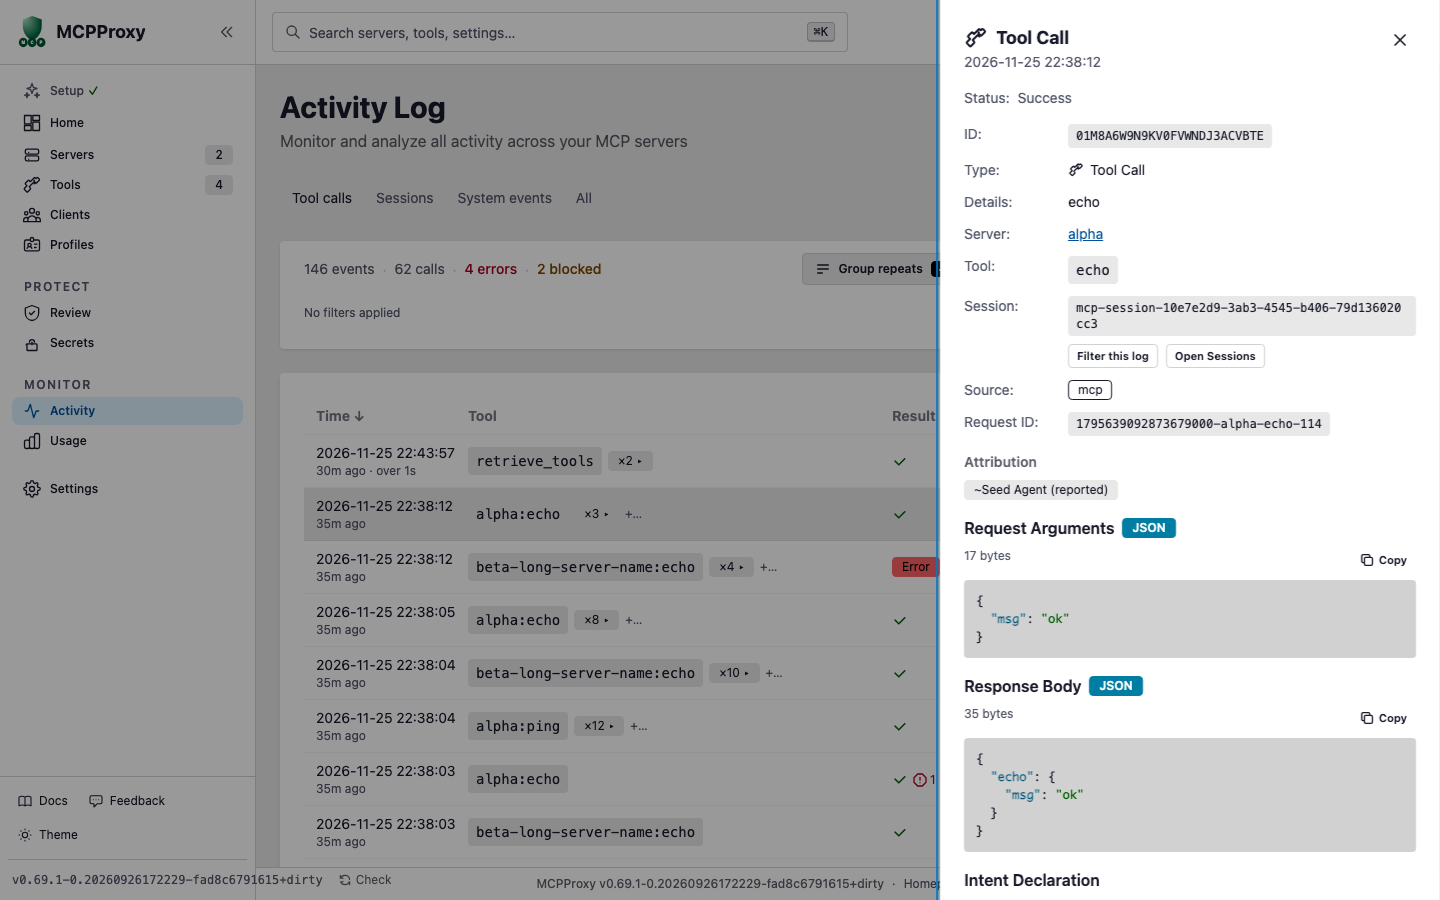 MCPProxy
Setup
Home
Servers 2
Tools 4
Clients
Profiles
PROTECT
Review
Secrets
MONITOR
Activity
Usage
Settings
Docs Feedback
Theme
v0.69.1-0.20260926172229-fad8c6791615+dirty Check
Search servers, tools, settings... ⌘K
Activity Log
Monitor and analyze all activity across your MCP servers
Tool calls Sessions System events All
146 events · 62 calls · 4 errors · 2 blocked
Group repeats
No filters applied
Time ↓ Tool Result
2026-11-25 22:43:57 retrieve_tools ×2 ▸
30m ago · over 1s
2026-11-25 22:38:12 alpha:echo ×3 ▸ +...
35m ago
2026-11-25 22:38:12 beta-long-server-name:echo ×4 ▸ +... Error
35m ago
2026-11-25 22:38:05 alpha:echo ×8 ▸ +...
35m ago
2026-11-25 22:38:04 beta-long-server-name:echo ×10 ▸ +...
35m ago
2026-11-25 22:38:04 alpha:ping ×12 ▸ +...
35m ago
2026-11-25 22:38:03 alpha:echo 1
35m ago
2026-11-25 22:38:03 beta-long-server-name:echo
35m ago
MCPProxy v0.69.1-0.20260926172229-fad8c6791615+dirty ·
Tool Call
2026-11-25 22:38:12
Status: Success
ID: 01M8A6W9N9KV0FVWNDJ3ACVBTE
Type: Tool Call
Details: echo
Server: alpha
Tool: echo
Session: mcp-session-10e7e2d9-3ab3-4545-b406-79d136020
cc3
Filter this log Open Sessions
Source: mcp
Request ID: 1795639092873679000-alpha-echo-114
Attribution
~Seed Agent (reported)
Request Arguments JSON
17 bytes Copy
{
"msg": "ok"
}
Response Body JSON
35 bytes Copy
{
"echo": {
"msg": "ok"
}
}
Intent Declaration